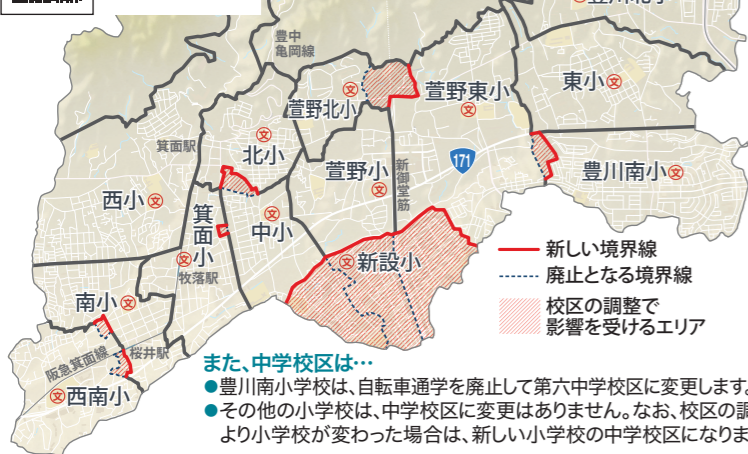 豊中
亀岡線
萱野北小
萱野東小
東小
箕面駅
北小
萱野小
新御堂筋
171
豊川南小
西小
箕面小
中小
牧落駅
新設小
南小
阪急箕面線
桜井駅
西南小
新しい境界線
廃止となる境界線
校区の調整で
影響を受けるエリア
また、中学校区は…
●豊川南小学校は、自転車通学を廃止して第六中学校区に変更します。
●その他の小学校は、中学校区に変更はありません。なお、校区の調
より小学校が変わった場合は、新しい小学校の中学校区になりま